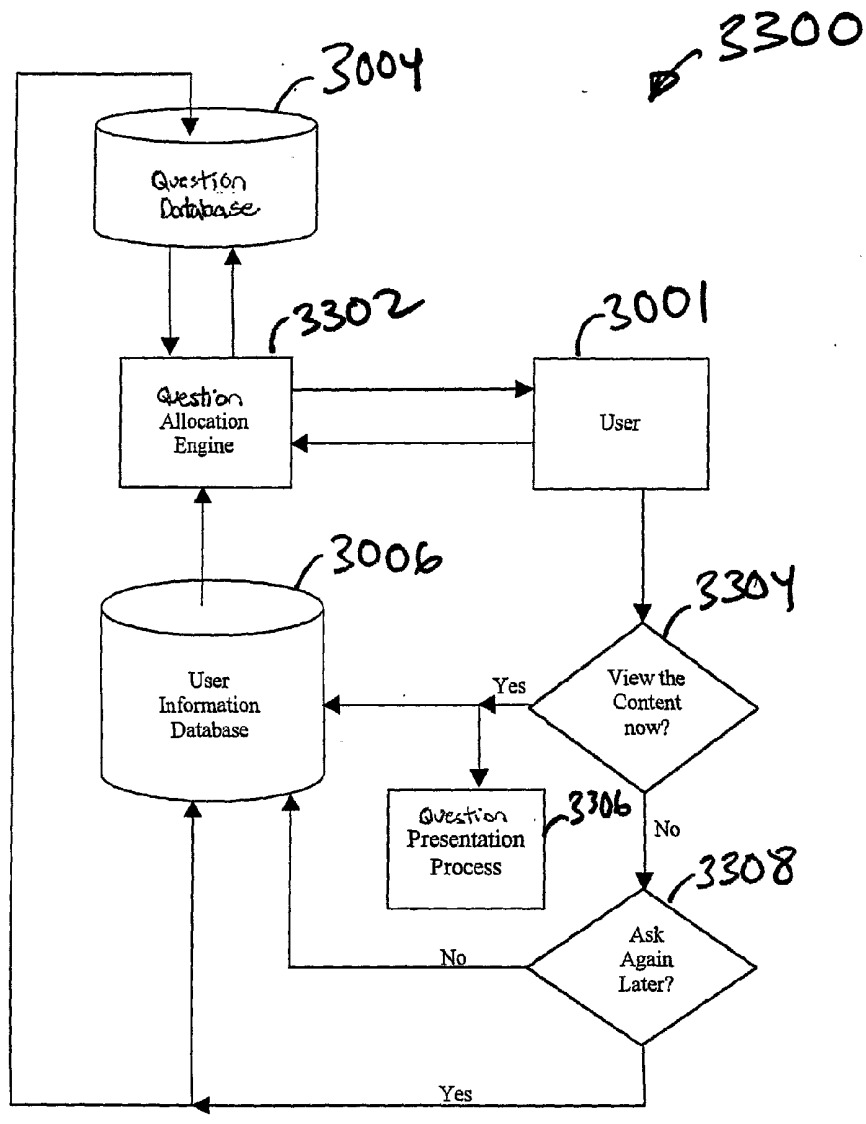 3300
3004
Question
Database
3302
3001
Question
Allocation
Engine
User
3006
3304
User
Information
Database
Yes
View the
Content
now?
Question
Presentation
Process
3306
No
3308
Ask
Again
Later?
No
Yes